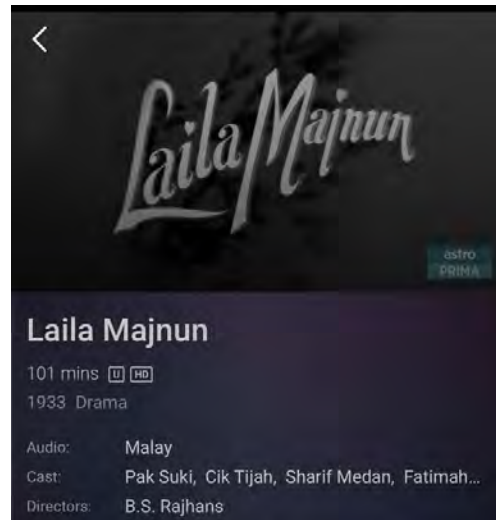 Laila Majnun
astro
PRIMA
Laila Majnun
101 mins U HD
1933 Drama
Audio: Malay
Cast: Pak Suki, Cik Tijah, Sharif Medan, Fatimah...
Directors: B.S. Rajhans